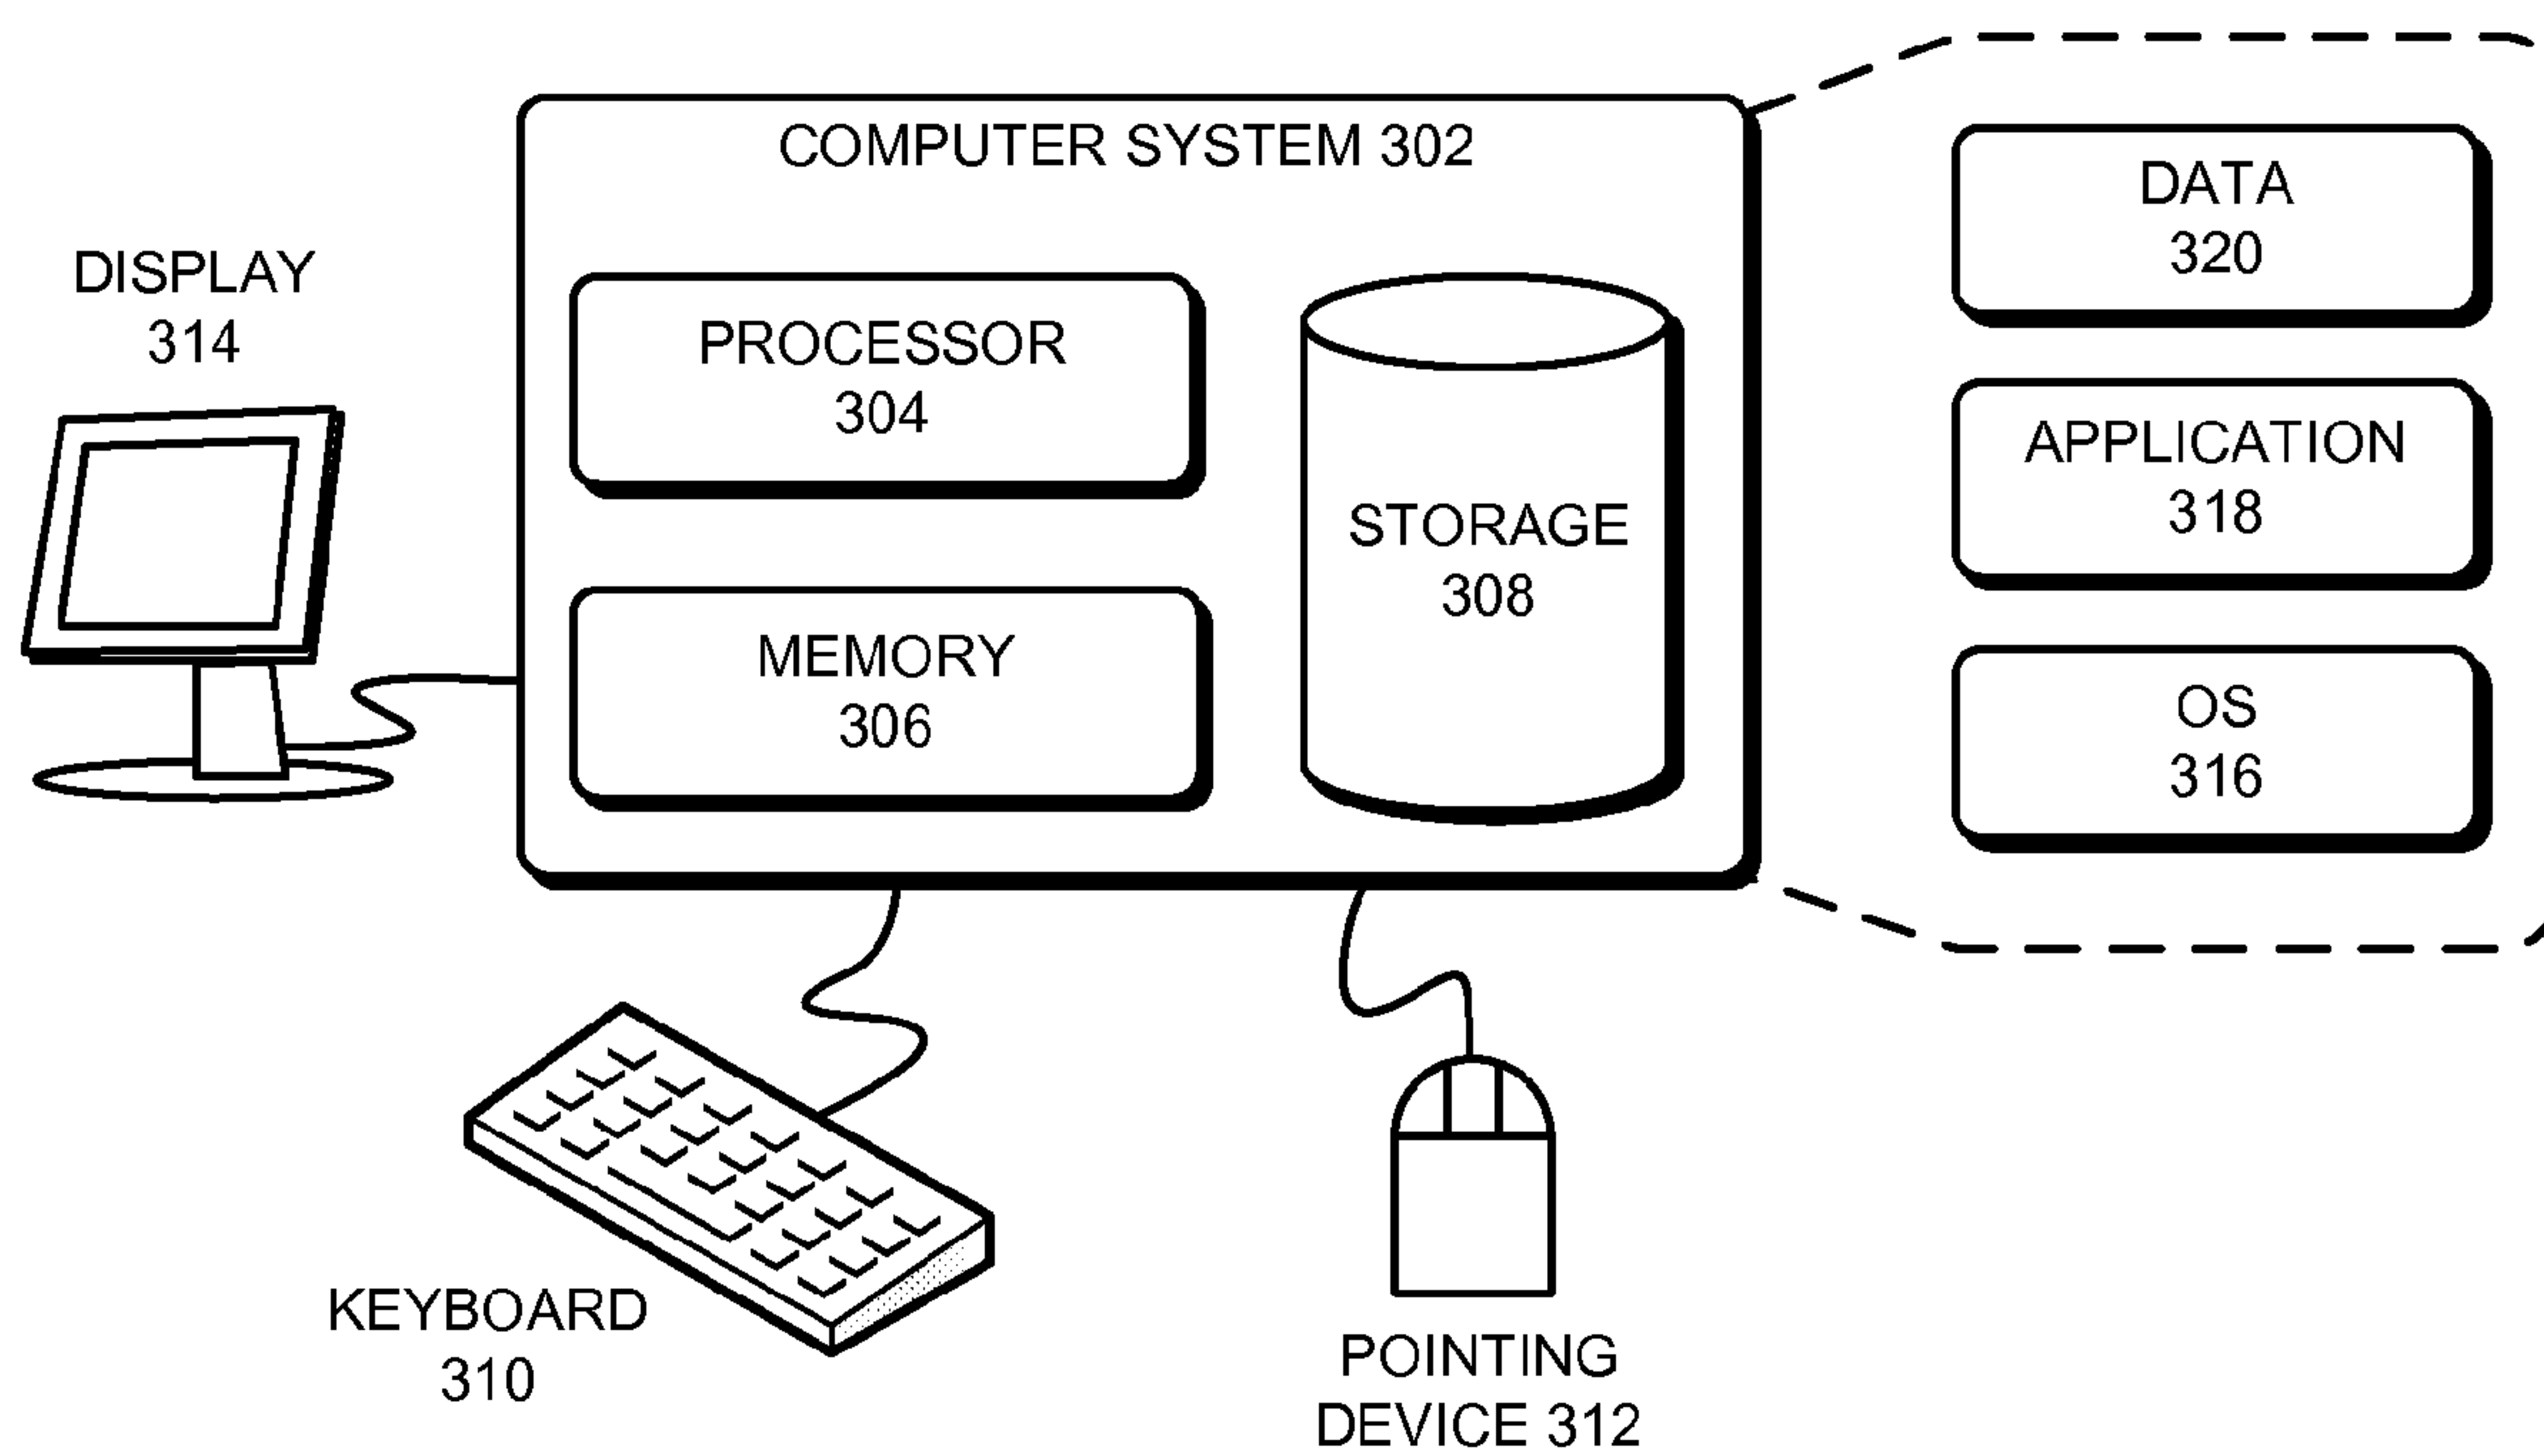 COMPUTER SYSTEM 302
DISPLAY
314
PROCESSOR
304
MEMORY
306
STORAGE
308
DATA
320
APPLICATION
318
OS
316
KEYBOARD
310
POINTING
DEVICE 312